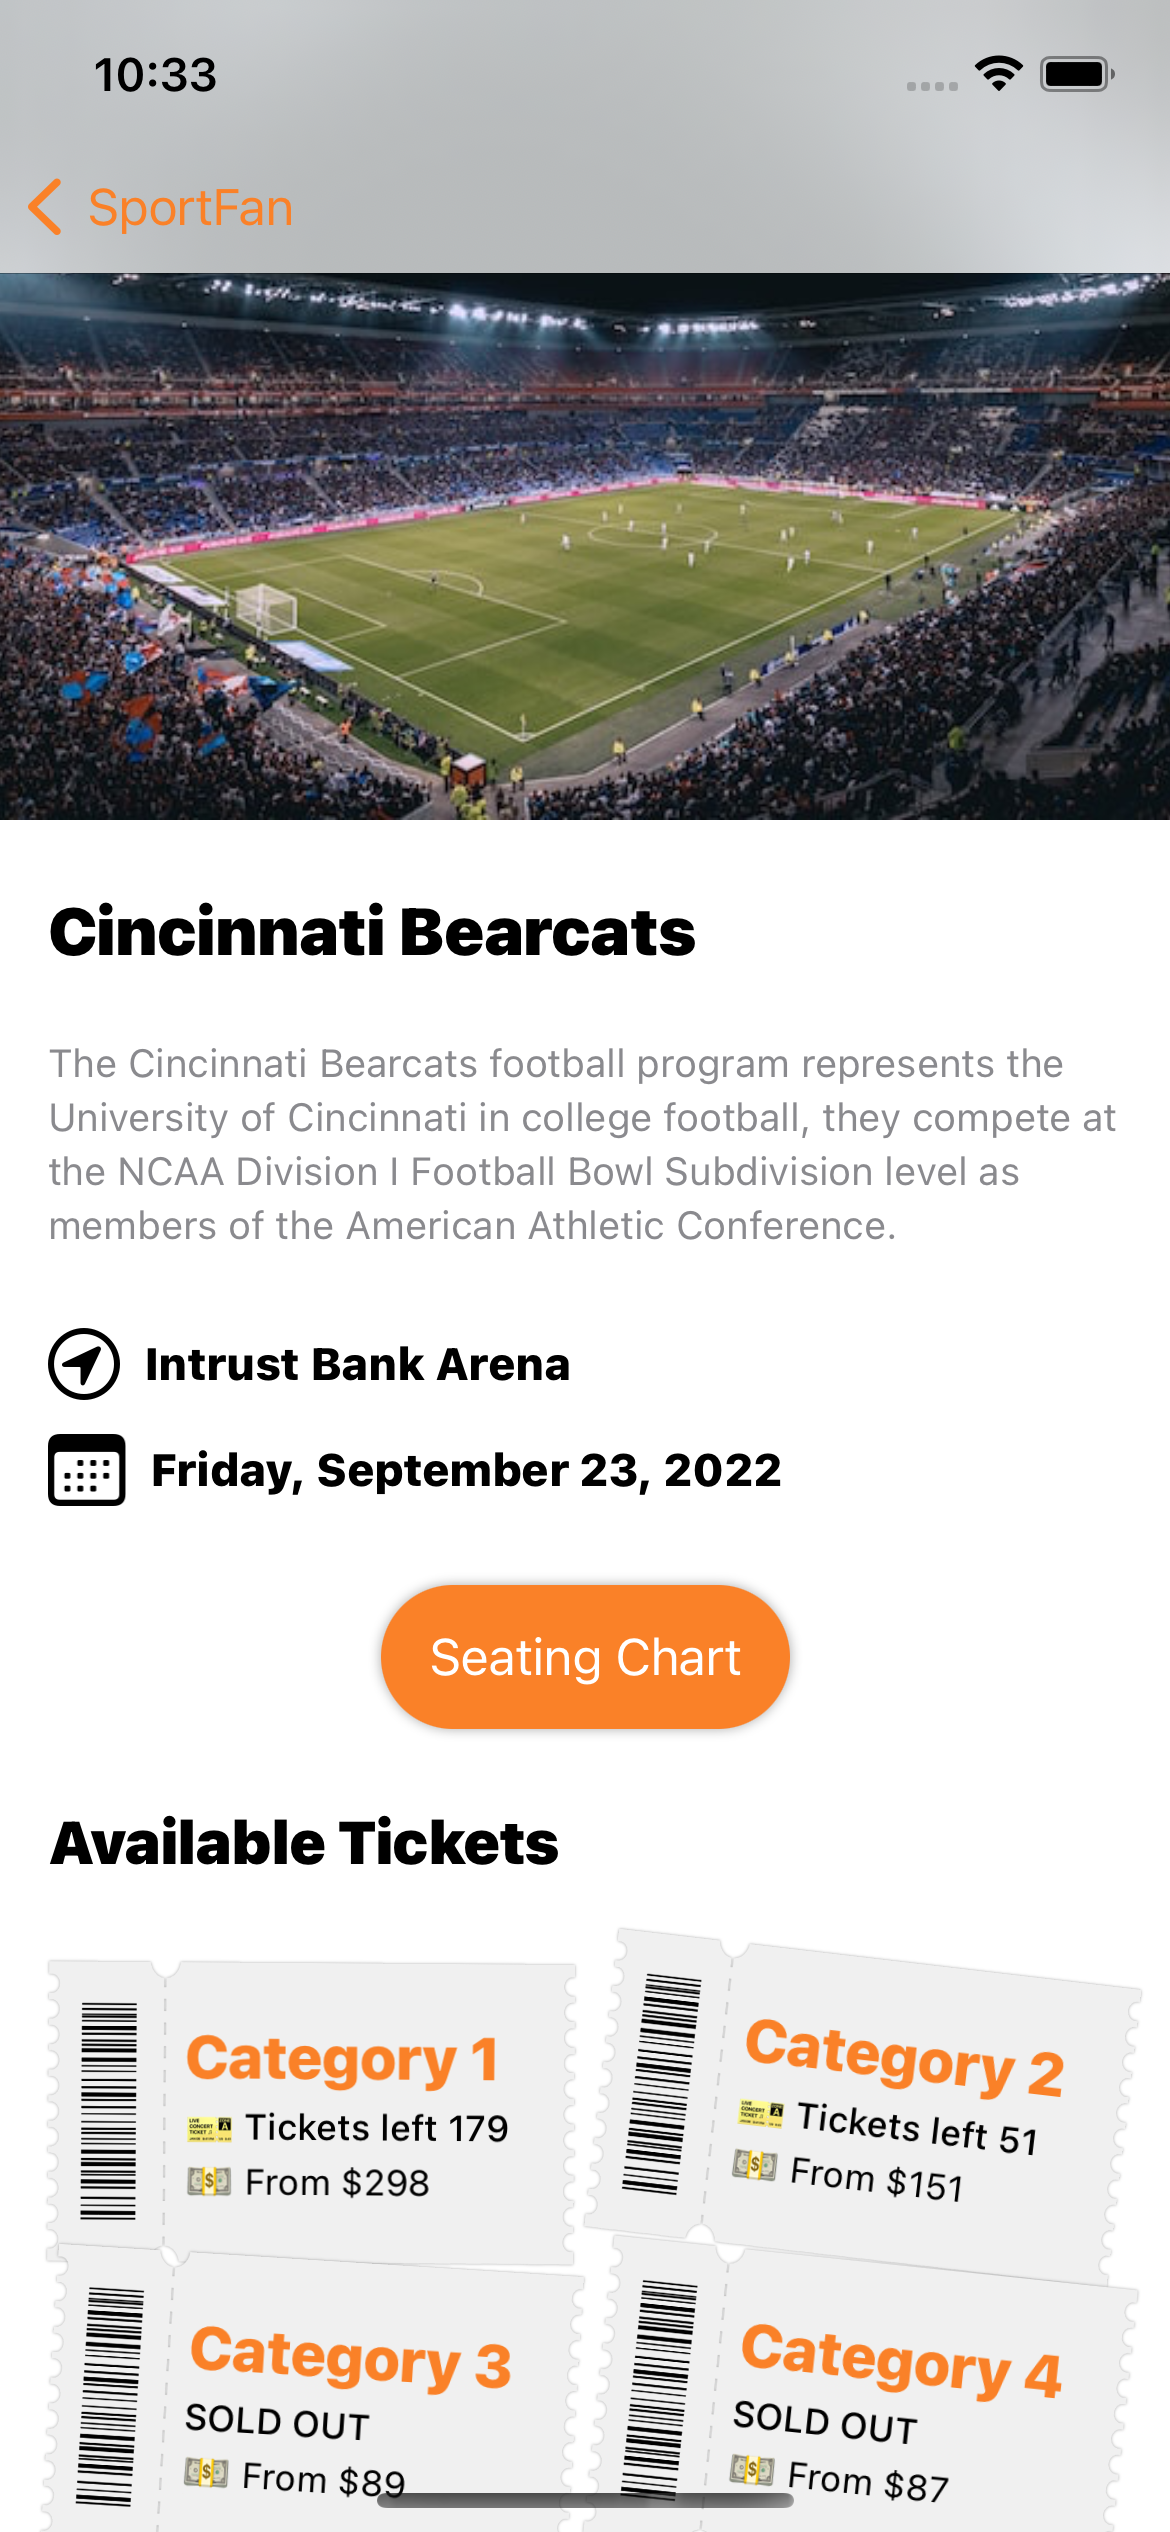 10:33
SportFan
Cincinnati Bearcats
The Cincinnati Bearcats football program represents the
University of Cincinnati in college football, they compete at
the NCAA Division I Football Bowl Subdivision level as
members of the American Athletic Conference.
Intrust Bank Arena
Friday, September 23, 2022
Seating Chart
Available Tickets
Category 1
Tickets left 179
From $298
Category 2
Tickets left 51
From $151
Category 3
SOLD OUT
From $89
Category 4
SOLD OUT
From $87